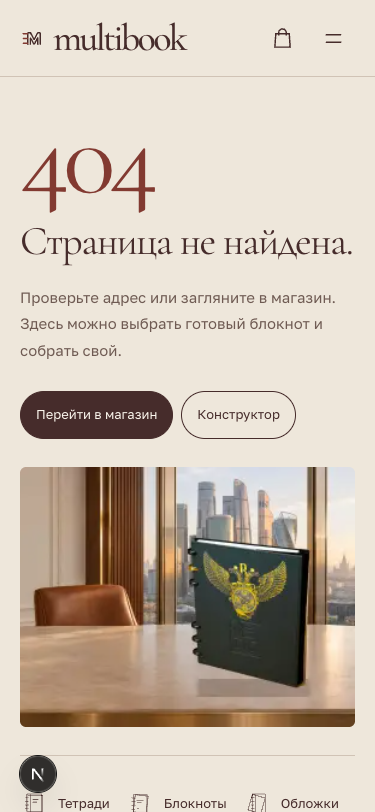 multibook
404
Страница не найдена.
Проверьте адрес или загляните в магазин.
Здесь можно выбрать готовый блокнот и
собрать свой.
Перейти в магазин
Конструктор
N
Тетради
Блокноты
Обложки